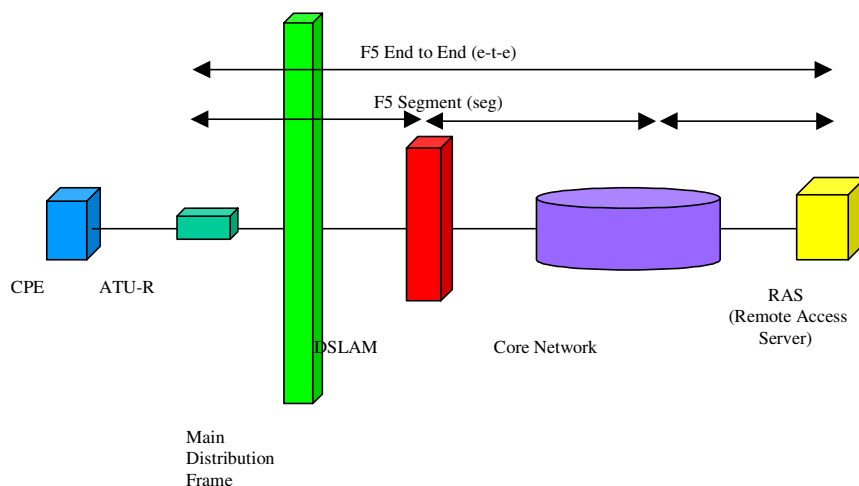 F5 End to End (e-t-e)
F5 Segment (seg)
CPE
ATU-R
RAS
(Remote Access
Server)
DSLAM
Core Network
Main
Distribution
Frame